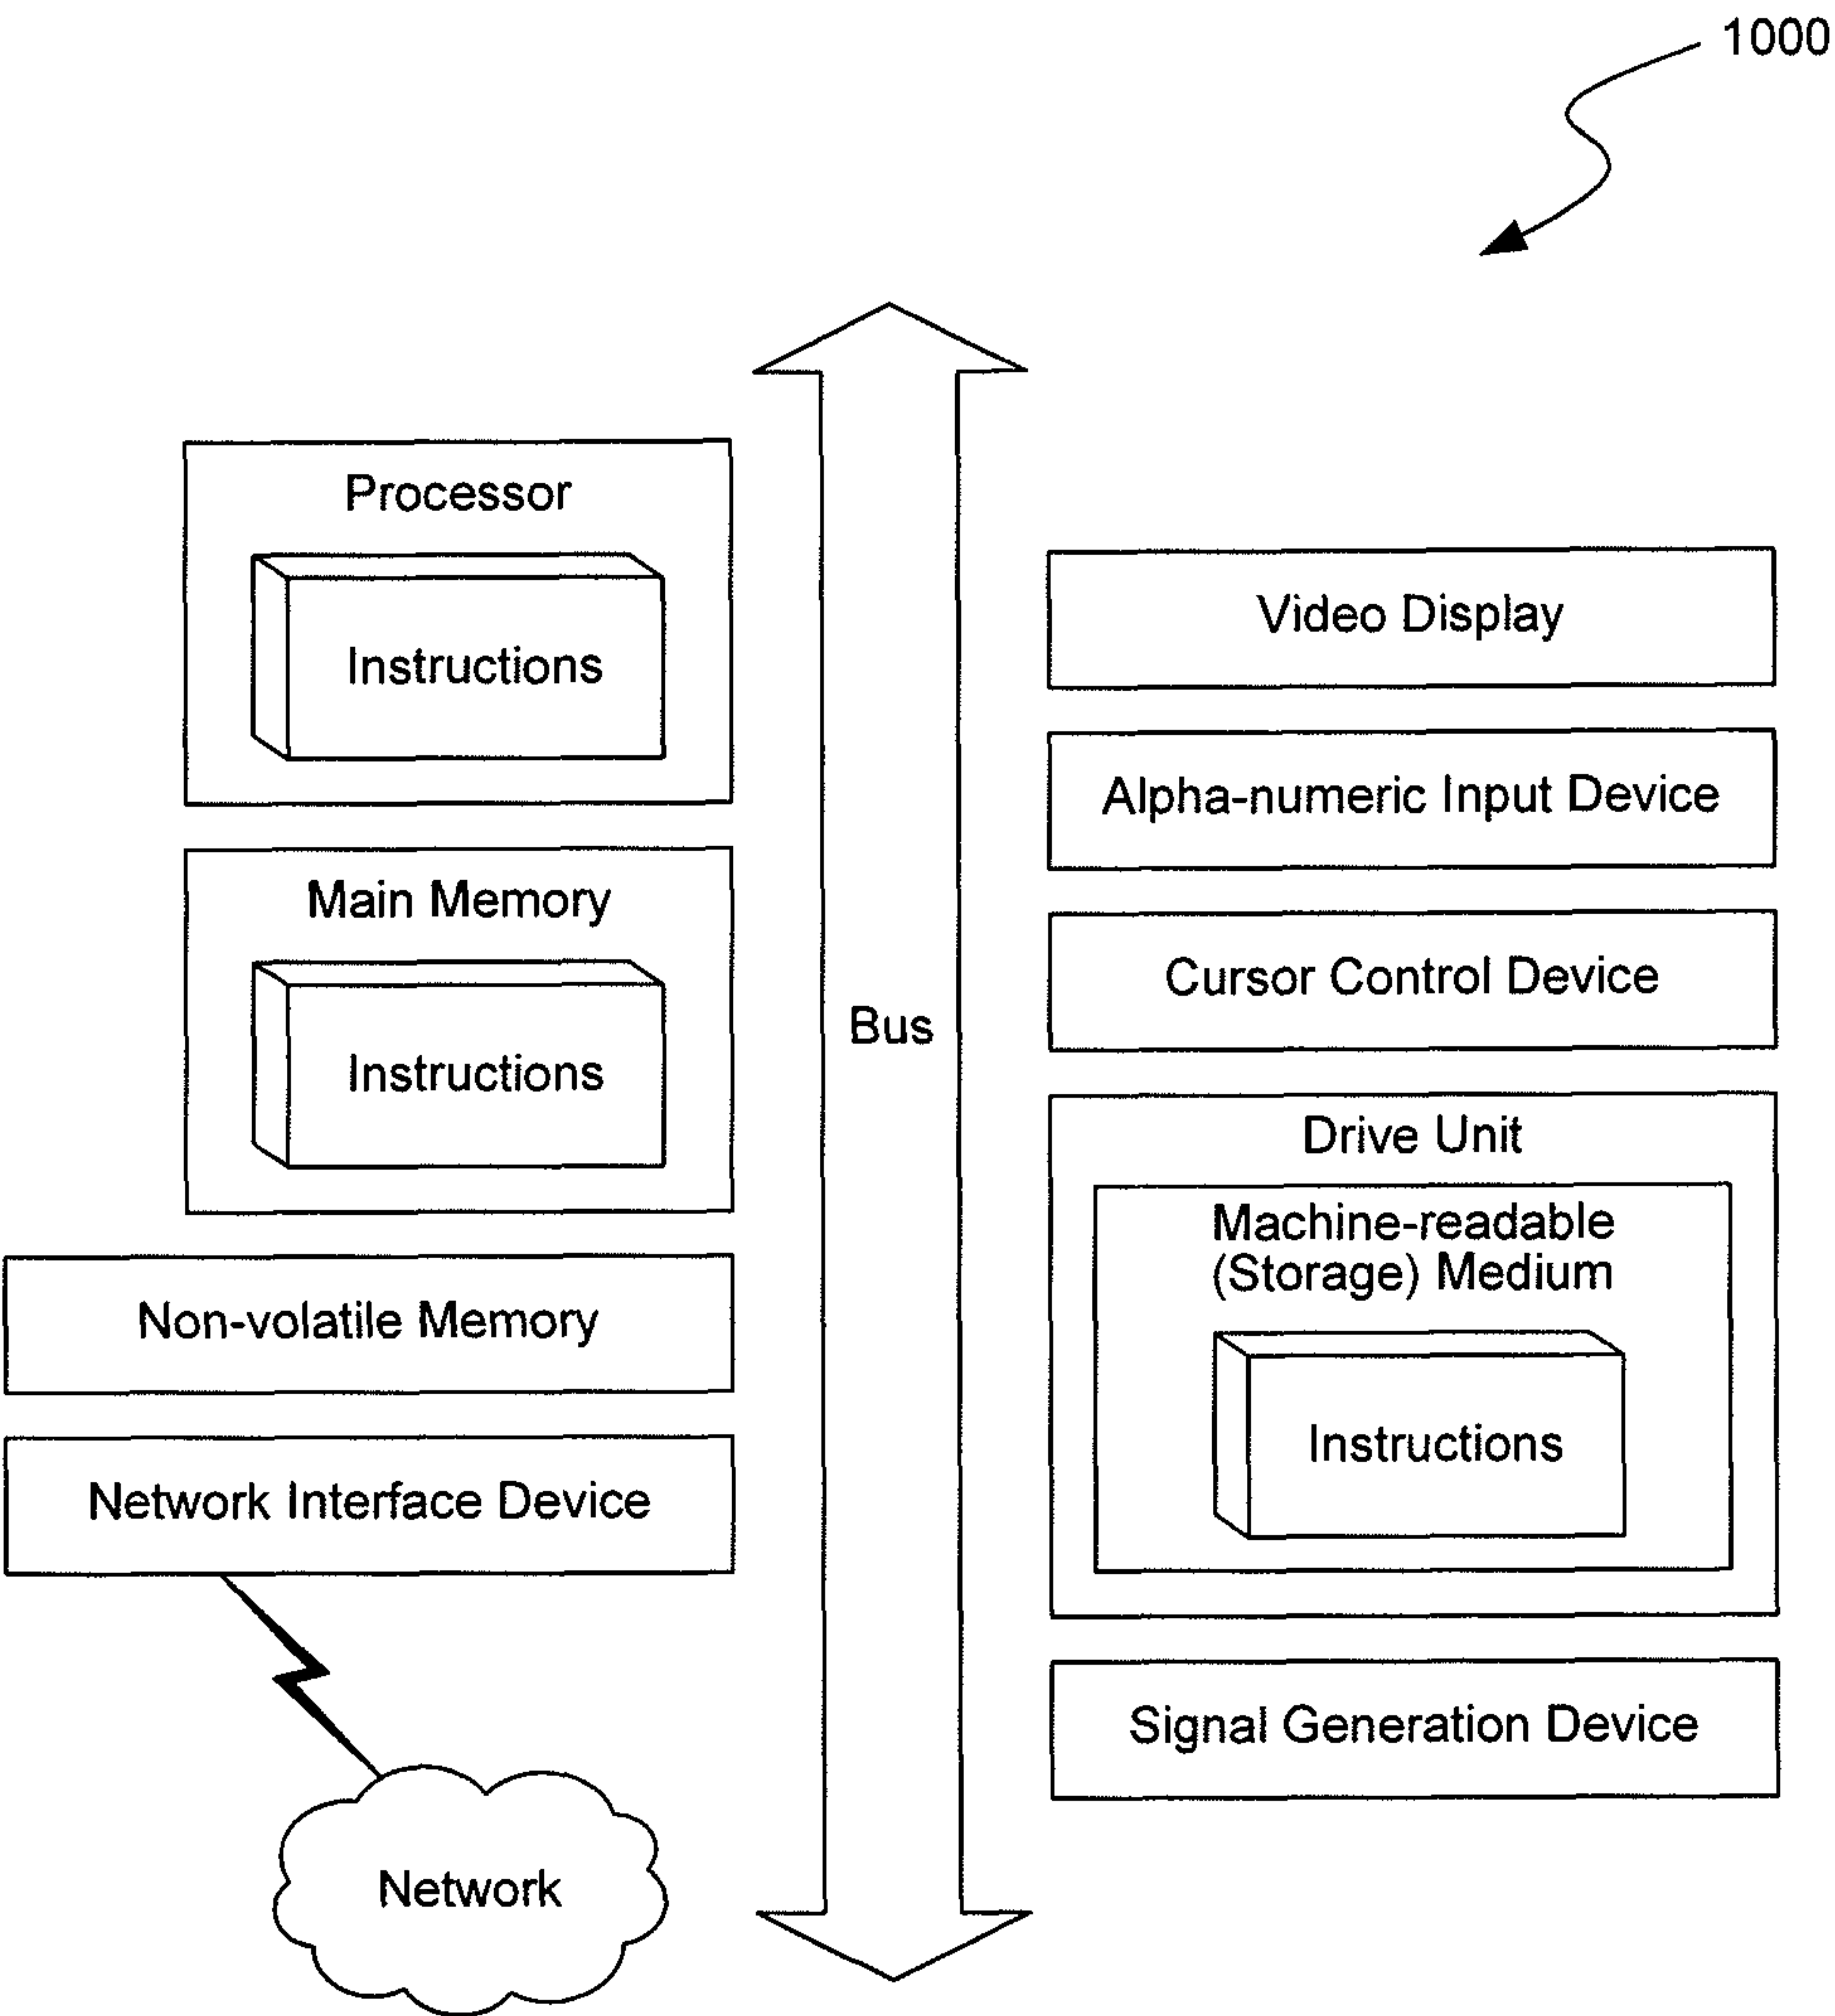 1000
Processor
Instructions
Main Memory
Instructions
Non-volatile Memory
Network Interface Device
Network
Bus
Video Display
Alpha-numeric Input Device
Cursor Control Device
Drive Unit
Machine-readable
(Storage) Medium
Instructions
Signal Generation Device